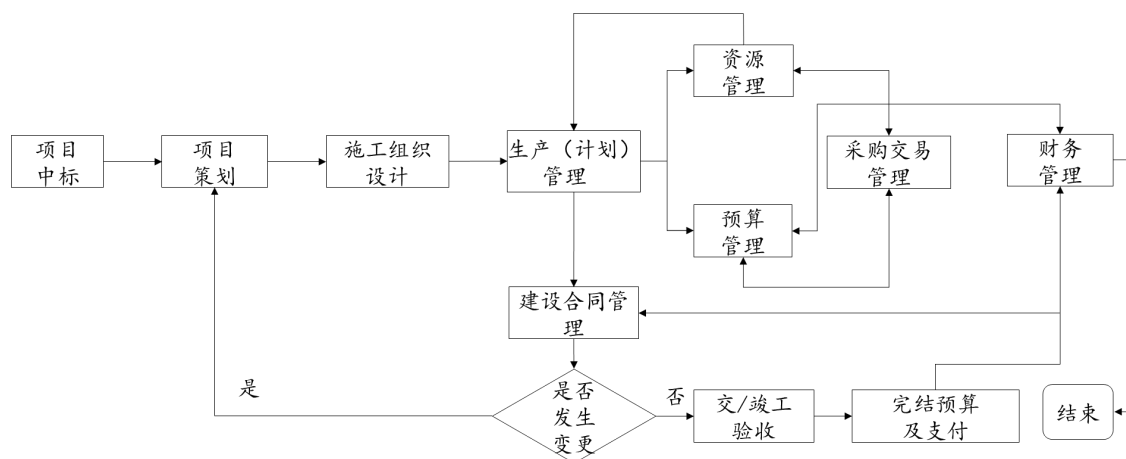 资源
管理
项目
中标
项目
策划
施工组织
设计
生产（计划）
管理
采购交易
管理
财务
管理
预算
管理
建设合同管
理
是
是否
发生
变更
否
交/竣工
验收
完结预算
及支付
结束